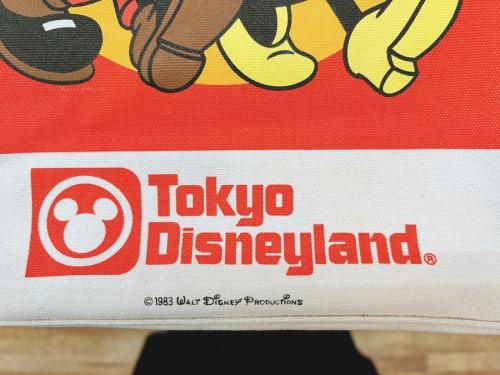 Tokyo
Disneyland®
© 1983 WALT DISNEY PRODUCTIONS